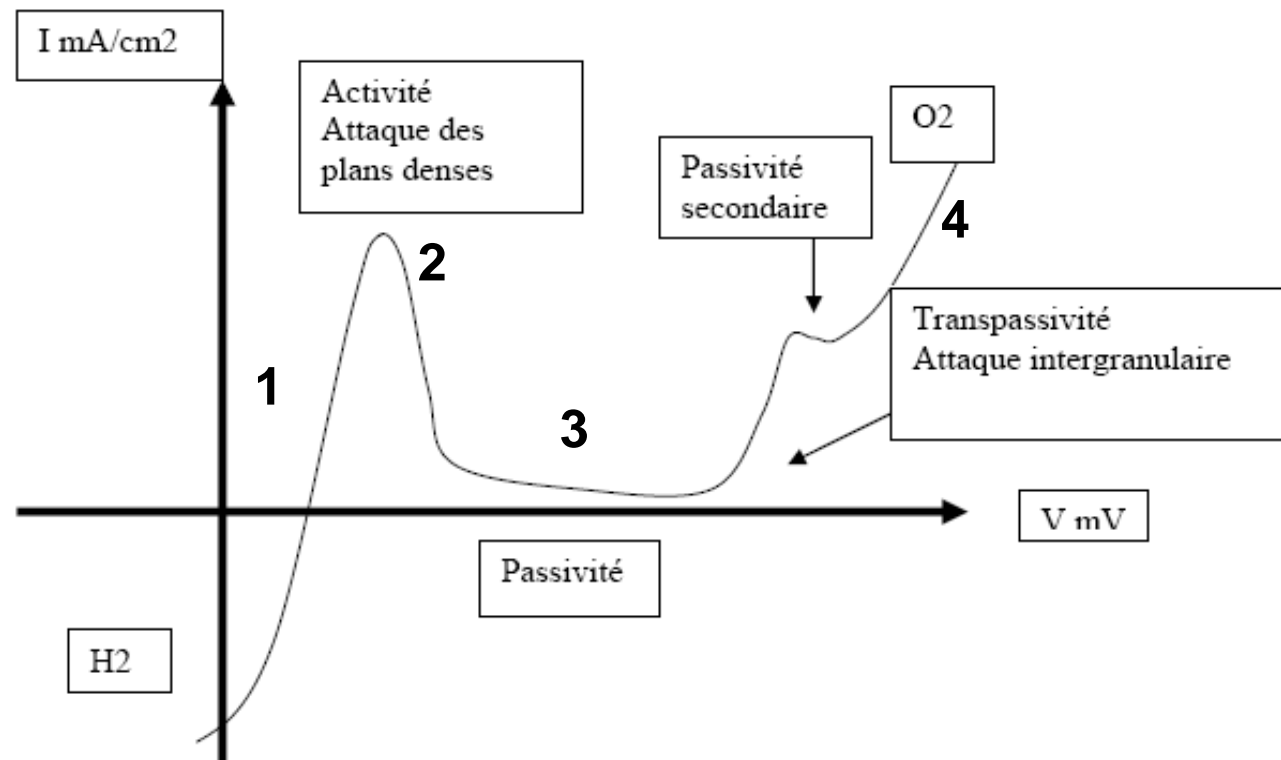 I mA/cm2
Activité
Attaque des
plans denses
O2
Passivité
secondaire
4
2
Transpassivité
Attaque intergranulaire
1
3
V mV
Passivité
H2